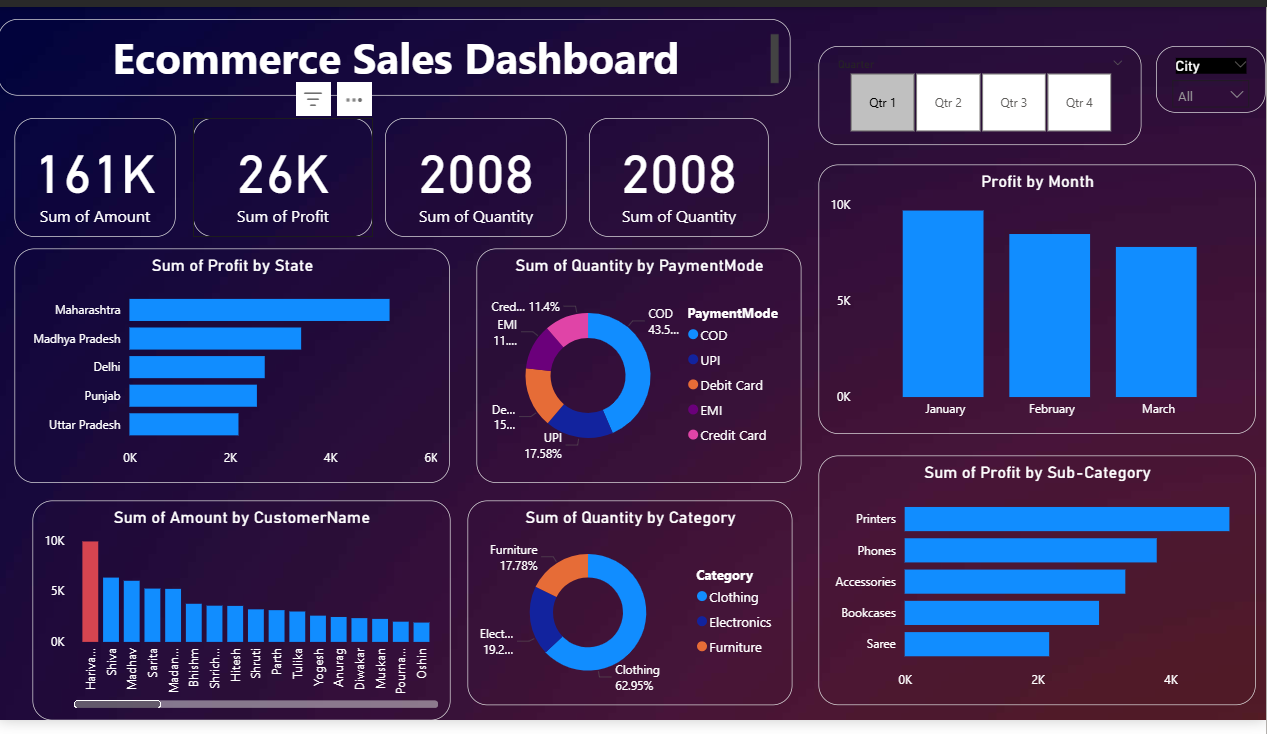 Ecommerce Sales Dashboard
Quarter
Qtr 1
Qtr 2
Qtr 3
Qtr 4
City
All
161K
Sum of Amount
26K
Sum of Profit
2008
Sum of Quantity
2008
Sum of Quantity
Sum of Profit by State
Maharashtra
Madhya Pradesh
Delhi
Punjab
Uttar Pradesh
0K
2K
4K
6K
Sum of Quantity by PaymentMode
Cred... 11.4%
EMI
11....
De...
15...
UPI
17.58%
COD
43.5...
PaymentMode
COD
UPI
Debit Card
EMI
Credit Card
Profit by Month
10K
5K
0K
January
February
March
Sum of Amount by CustomerName
10K
5K
0K
Hariva...
Shiva
Madhav
Sarita
Madan...
Bhishm
Shrich...
Hitesh
Shruti
Parth
Tulika
Yogesh
Anurag
Diwakar
Muskan
Pourna...
Oshin
Sum of Quantity by Category
Furniture
17.78%
Elect...
19.2...
Clothing
62.95%
Category
Clothing
Electronics
Furniture
Sum of Profit by Sub-Category
Printers
Phones
Accessories
Bookcases
Saree
0K
2K
4K